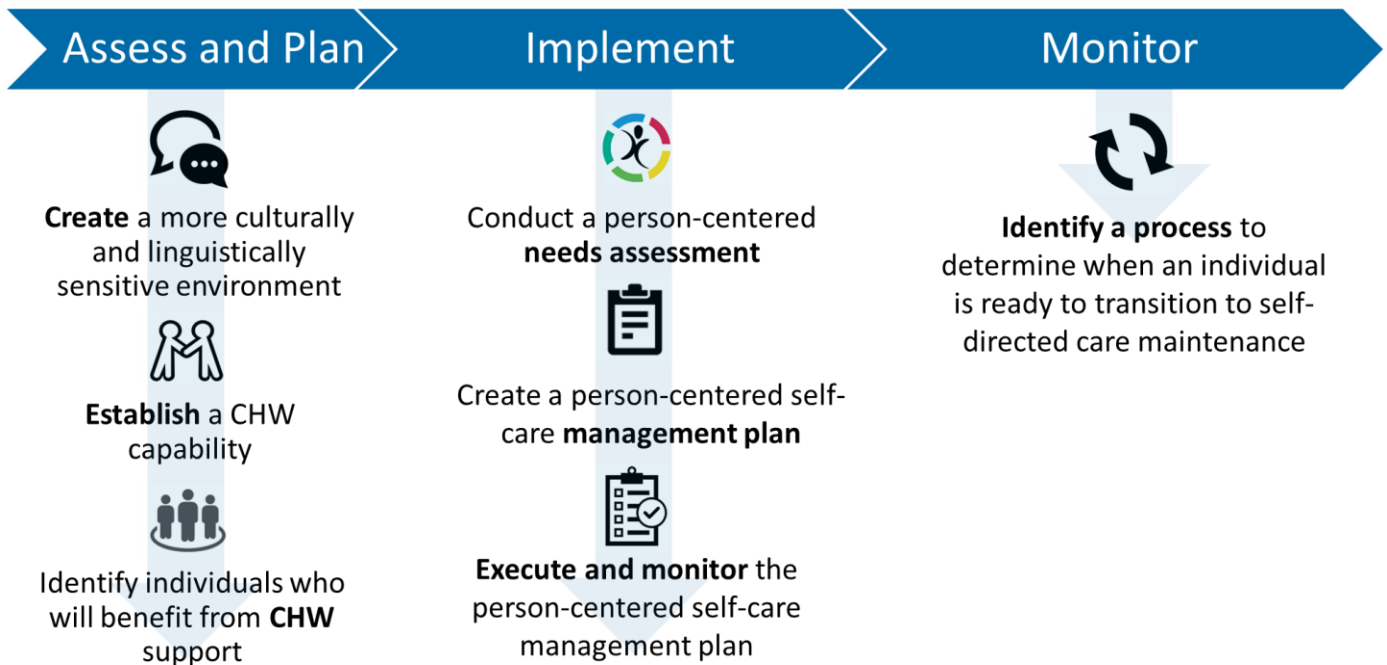 Assess and Plan
Implement
Monitor
Create a more culturally
and linguistically
sensitive environment
Establish a CHW
capability
Identify individuals who
will benefit from CHW
support
Conduct a person-centered
needs assessment
Create a person-centered self-
care management plan
Execute and monitor the
person-centered self-care
management plan
Identify a process to
determine when an individual
is ready to transition to self-
directed care maintenance